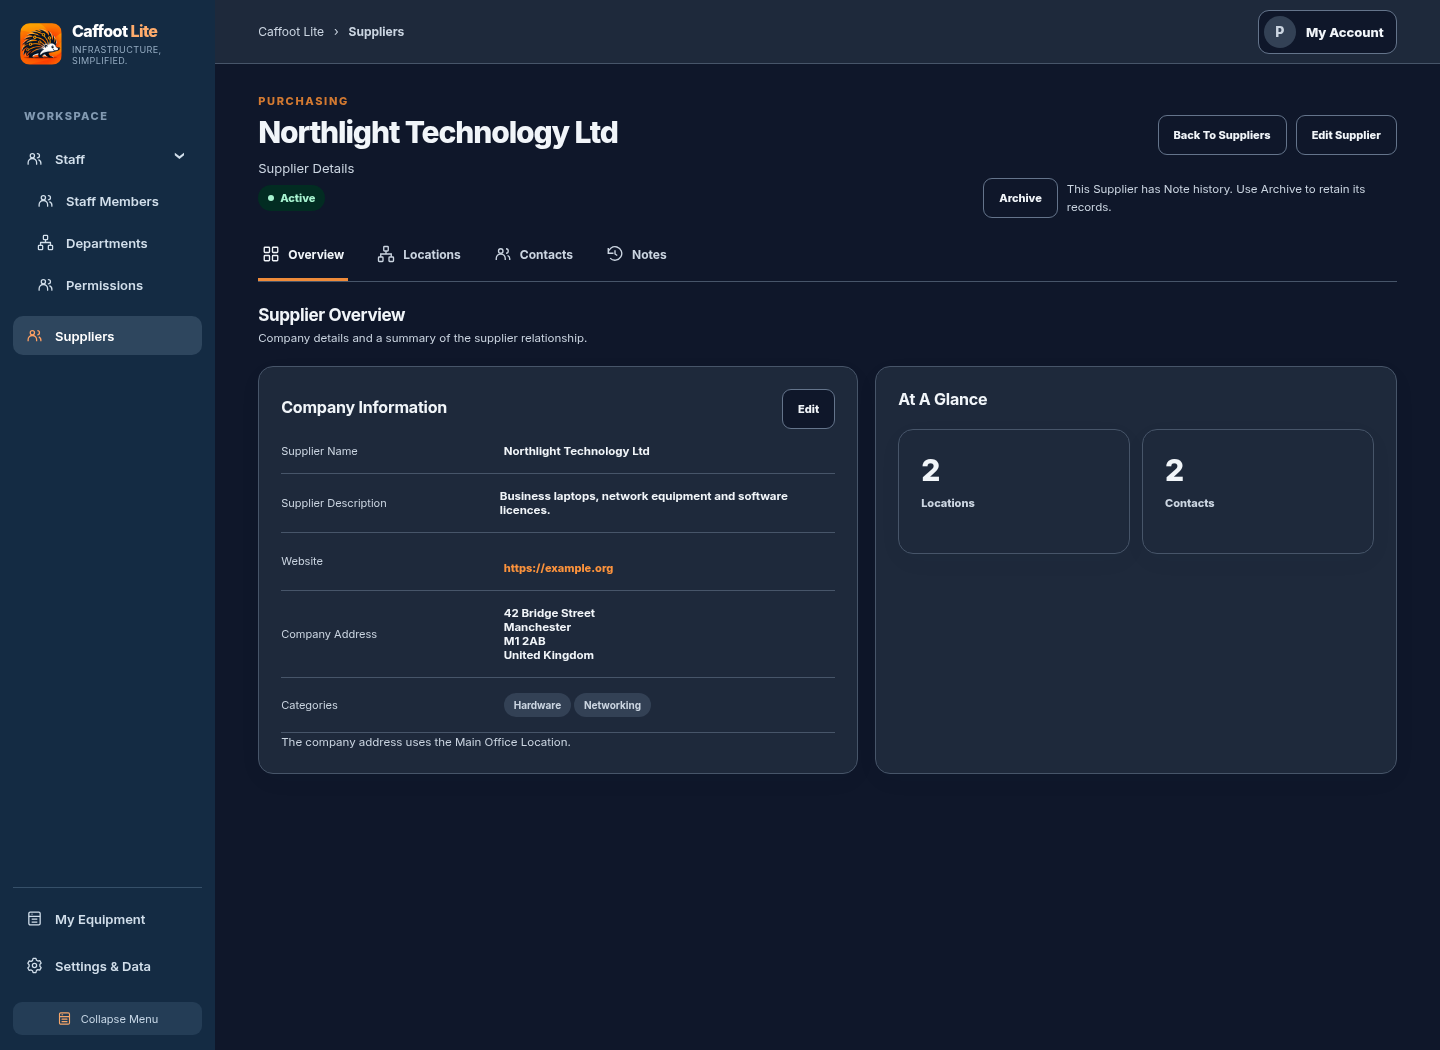 Caffoot Lite
INFRASTRUCTURE,
SIMPLIFIED.
WORKSPACE
Staff
Staff Members
Departments
Permissions
Suppliers
My Equipment
Settings & Data
Collapse Menu
Caffoot Lite › Suppliers
P My Account
PURCHASING
Northlight Technology Ltd
Supplier Details
Active
Back To Suppliers
Edit Supplier
Archive
This Supplier has Note history. Use Archive to retain its
records.
Overview
Locations
Contacts
Notes
Supplier Overview
Company details and a summary of the supplier relationship.
Company Information
Edit
Supplier Name
Northlight Technology Ltd
Supplier Description
Business laptops, network equipment and software
licences.
Website
https://example.org
Company Address
42 Bridge Street
Manchester
M1 2AB
United Kingdom
Categories
Hardware
Networking
The company address uses the Main Office Location.
At A Glance
2
Locations
2
Contacts